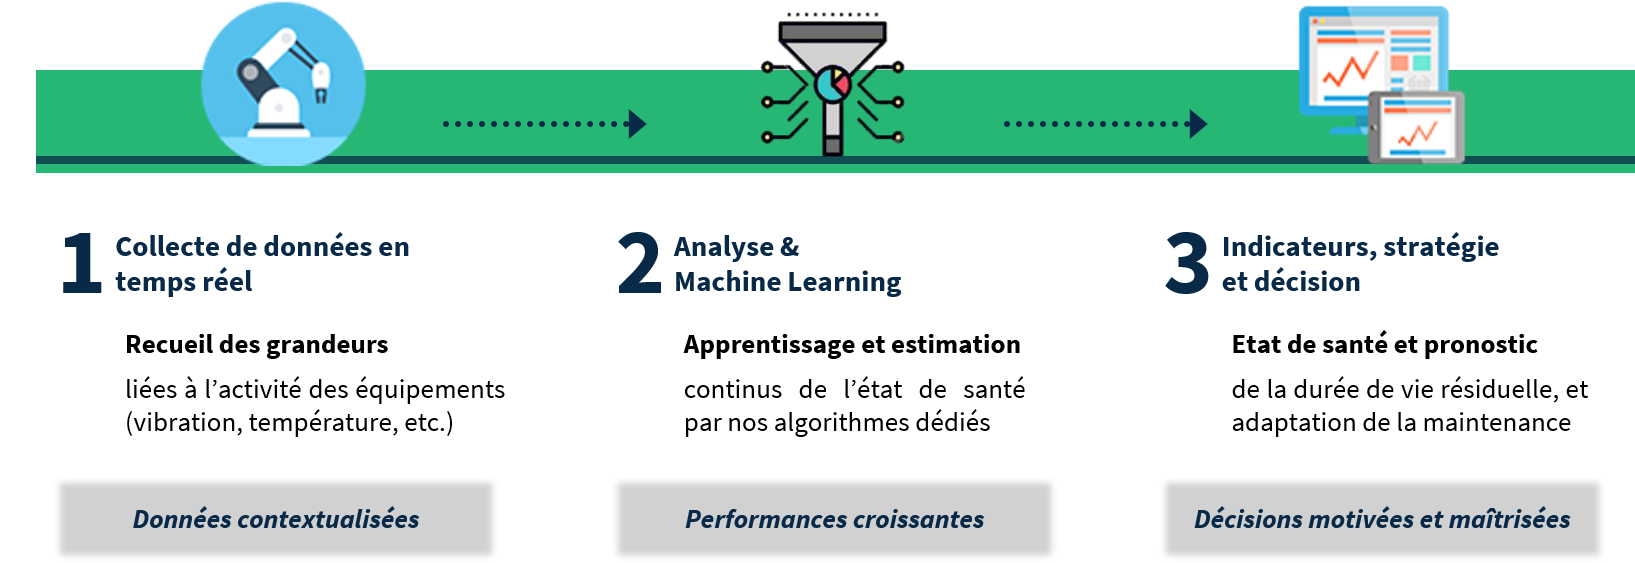 1
Collecte de données en
temps réel
Recueil des grandeurs
liées à l’activité des équipements
(vibration, température, etc.)
Données contextualisées
2
Analyse &
Machine Learning
Apprentissage et estimation
continus de l’état de santé
par nos algorithmes dédiés
Performances croissantes
3
Indicateurs, stratégie
et décision
Etat de santé et pronostic
de la durée de vie résiduelle, et
adaptation de la maintenance
Décisions motivées et maîtrisées